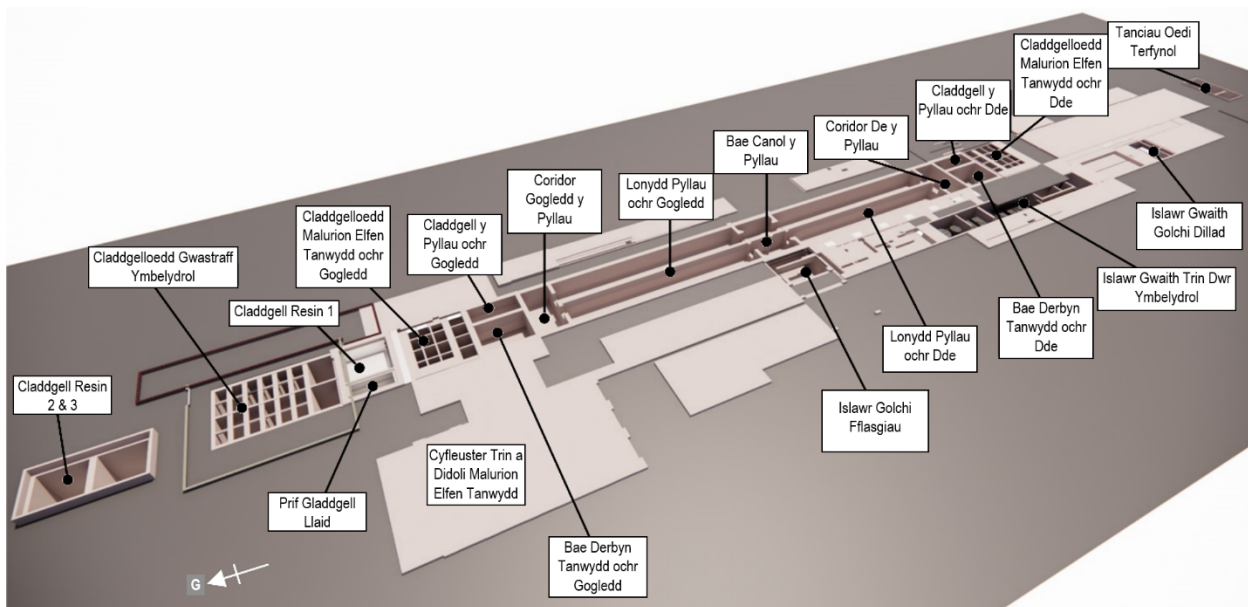 Tanciau Oedi
Terfynol
Claddgelloedd
Malurion Elfen
Tanwydd ochr
Dde
Claddgell y
Pyllau ochr Dde
Coridor De y
Pyllau
Bae Canol y
Pyllau
Lonydd Pyllau
ochr Gogledd
Coridor
Gogledd y
Pyllau
Claddgell y
Pyllau ochr
Gogledd
Claddgelloedd
Malurion Elfen
Tanwydd ochr
Gogledd
Claddgelloedd Gwastraff
Ymbelydrol
Claddgell Resin 1
Claddgell Resin
2 & 3
Prif Gladdgell
Llaid
Cyfleuster Trin a
Didoli Malurion
Elfen Tanwydd
Bae Derbyn
Tanwydd ochr
Gogledd
Islawr Golchi
Fflasgiau
Lonydd Pyllau
ochr Dde
Bae Derbyn
Tanwydd ochr
Dde
Islawr Gwaith Trin Dwr
Ymbelydrol
Islawr Gwaith
Golchi Dillad
G